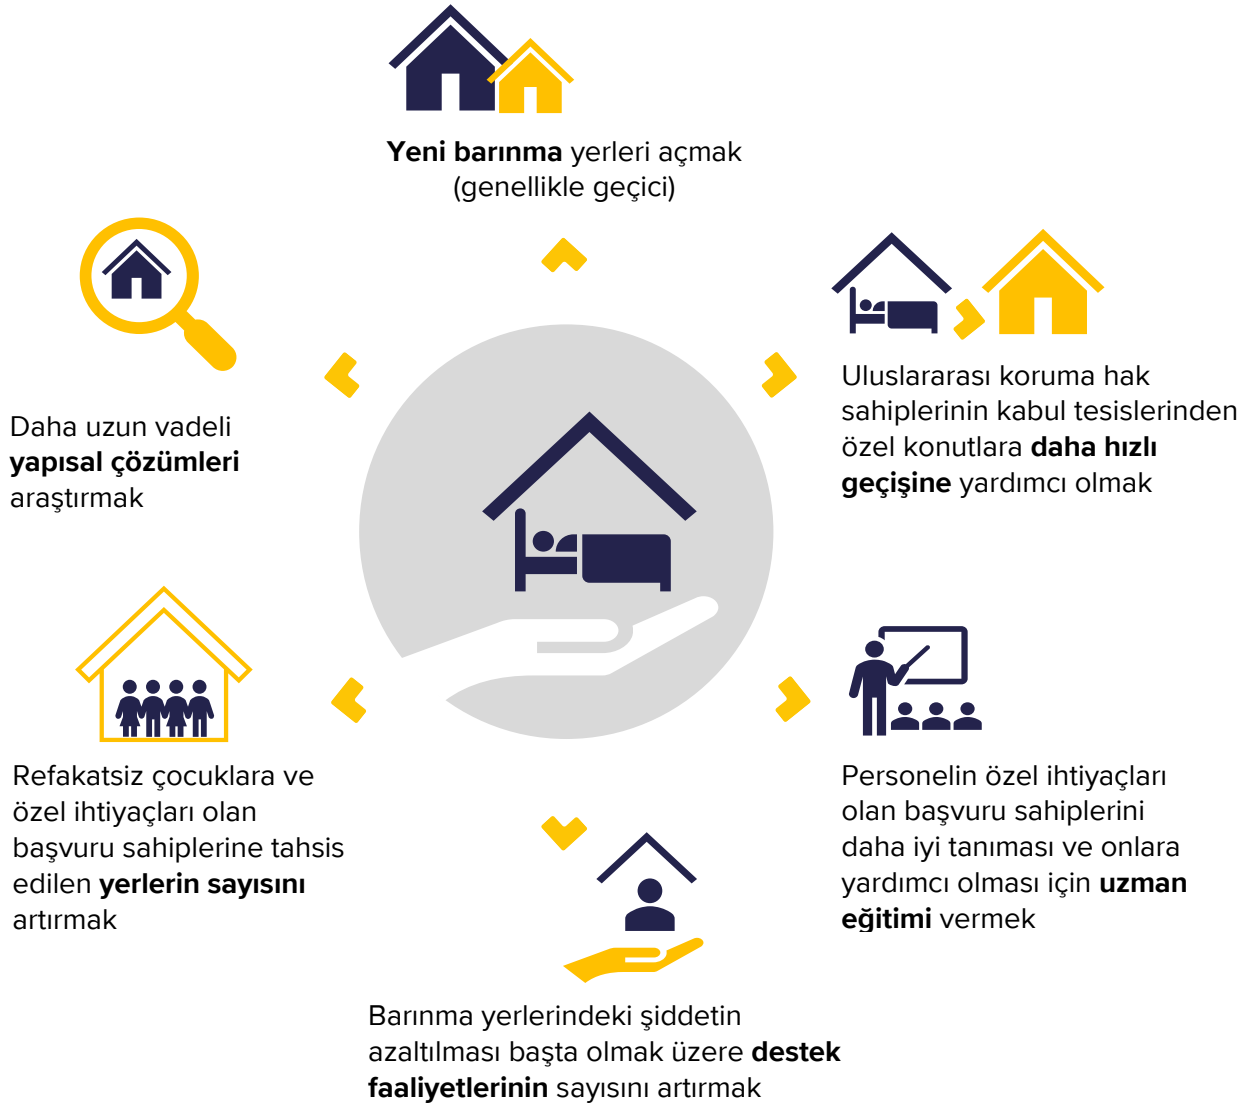 Yeni barınma yerleri açmak
(genellikle geçici)
Uluslararası koruma hak
sahiplerinin kabul tesislerinden
özel konutlara daha hızlı
geçişine yardımcı olmak
Personelin özel ihtiyaçları
olan başvuru sahiplerini
daha iyi tanıması ve onlara
yardımcı olması için uzman
eğitimi vermek
Barınma yerlerindeki şiddetin
azaltılması başta olmak üzere destek
faaliyetlerinin sayısını artırmak
Refakatsiz çocuklara ve
özel ihtiyaçları olan
başvuru sahiplerine tahsis
edilen yerlerin sayısını
artırmak
Daha uzun vadeli
yapısal çözümleri
araştırmak